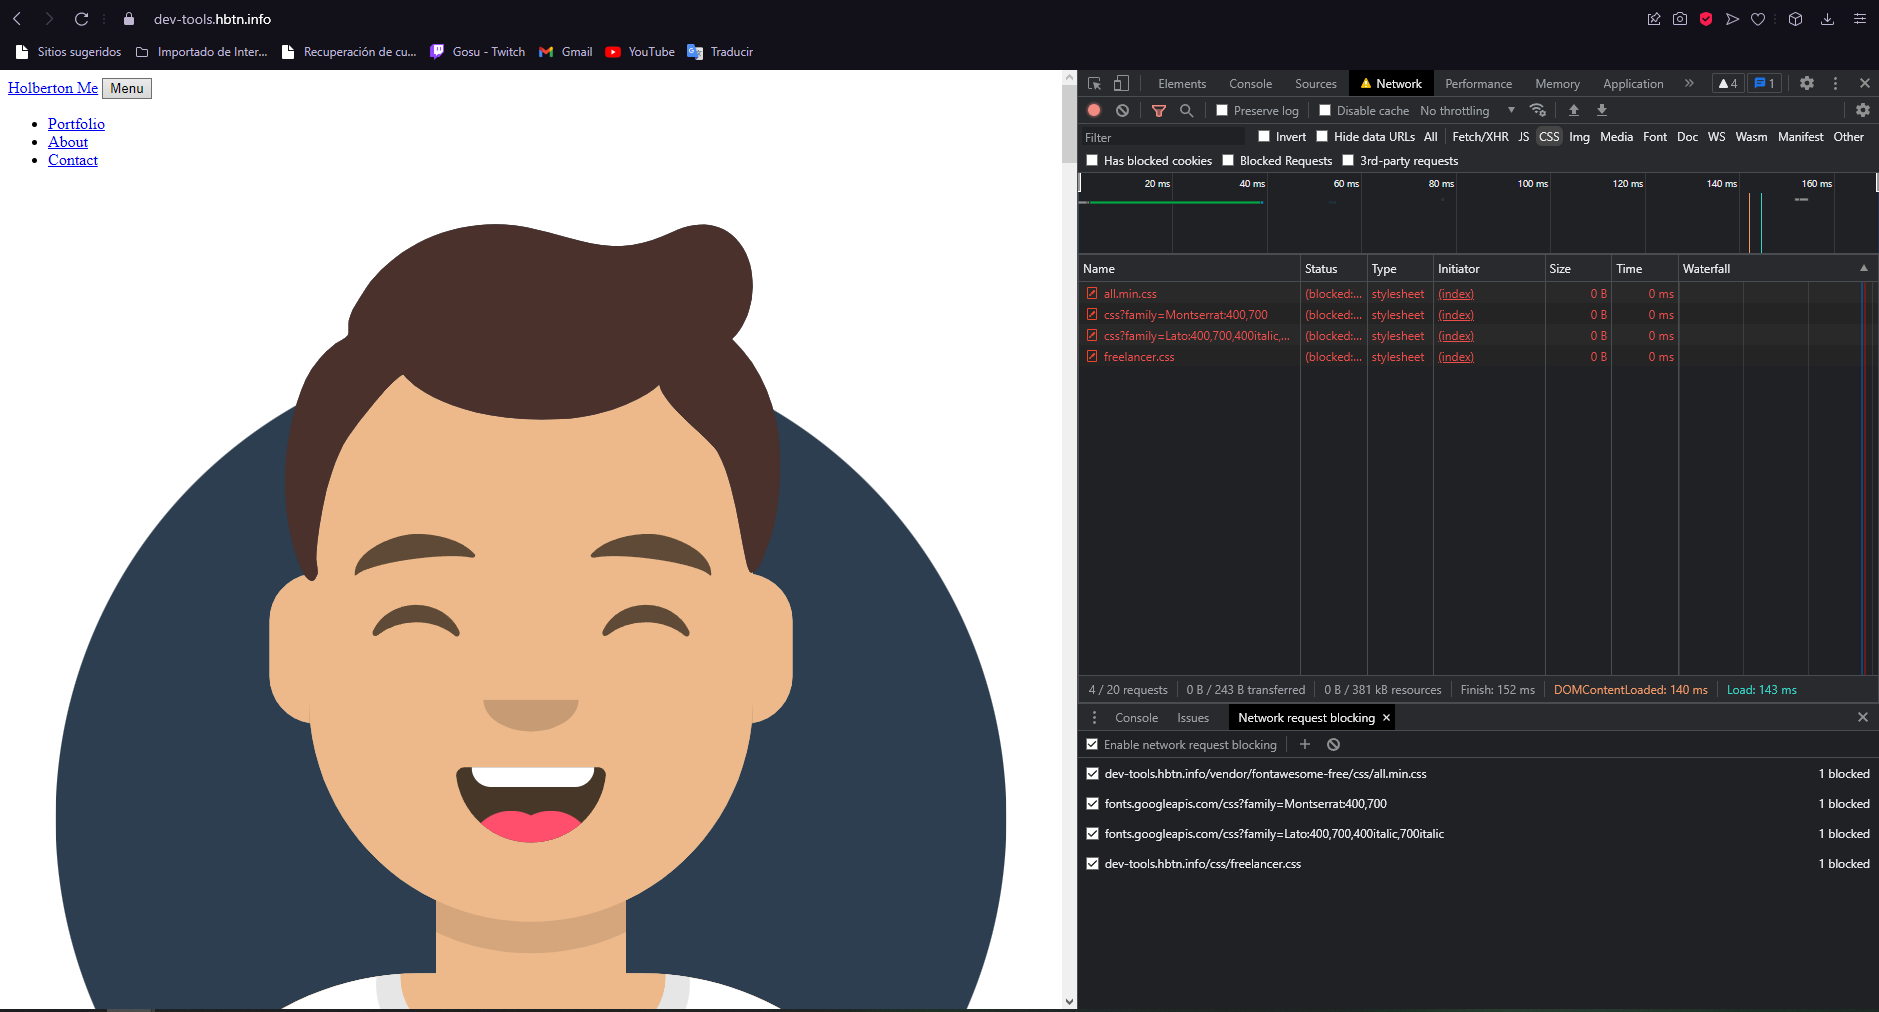 dev-tools.hbtn.info
Sitios sugeridos Importado de Inter... Recuperación de cu... Gosu - Twitch Gmail YouTube Traducir
Holberton Me Menu
Portfolio
About
Contact
Elements Console Sources Network Performance Memory Application » 4 1
Preserve log Disable cache No throttling
Filter Invert Hide data URLs All Fetch/XHR JS CSS Img Media Font Doc WS Wasm Manifest Other
Has blocked cookies Blocked Requests 3rd-party requests
20 ms 40 ms 60 ms 80 ms 100 ms 120 ms 140 ms 160 ms
Name Status Type Initiator Size Time Waterfall
all.min.css (blocked:... stylesheet (index) 0 B 0 ms
css?family=Montserrat:400,700 (blocked:... stylesheet (index) 0 B 0 ms
css?family=Lato:400,700,400italic,... (blocked:... stylesheet (index) 0 B 0 ms
freelancer.css (blocked:... stylesheet (index) 0 B 0 ms
4 / 20 requests 0 B / 243 B transferred 0 B / 381 kB resources Finish: 152 ms DOMContentLoaded: 140 ms Load: 143 ms
Console Issues Network request blocking ×
Enable network request blocking
dev-tools.hbtn.info/vendor/fontawesome-free/css/all.min.css 1 blocked
fonts.googleapis.com/css?family=Montserrat:400,700 1 blocked
fonts.googleapis.com/css?family=Lato:400,700,400italic,700italic 1 blocked
dev-tools.hbtn.info/css/freelancer.css 1 blocked